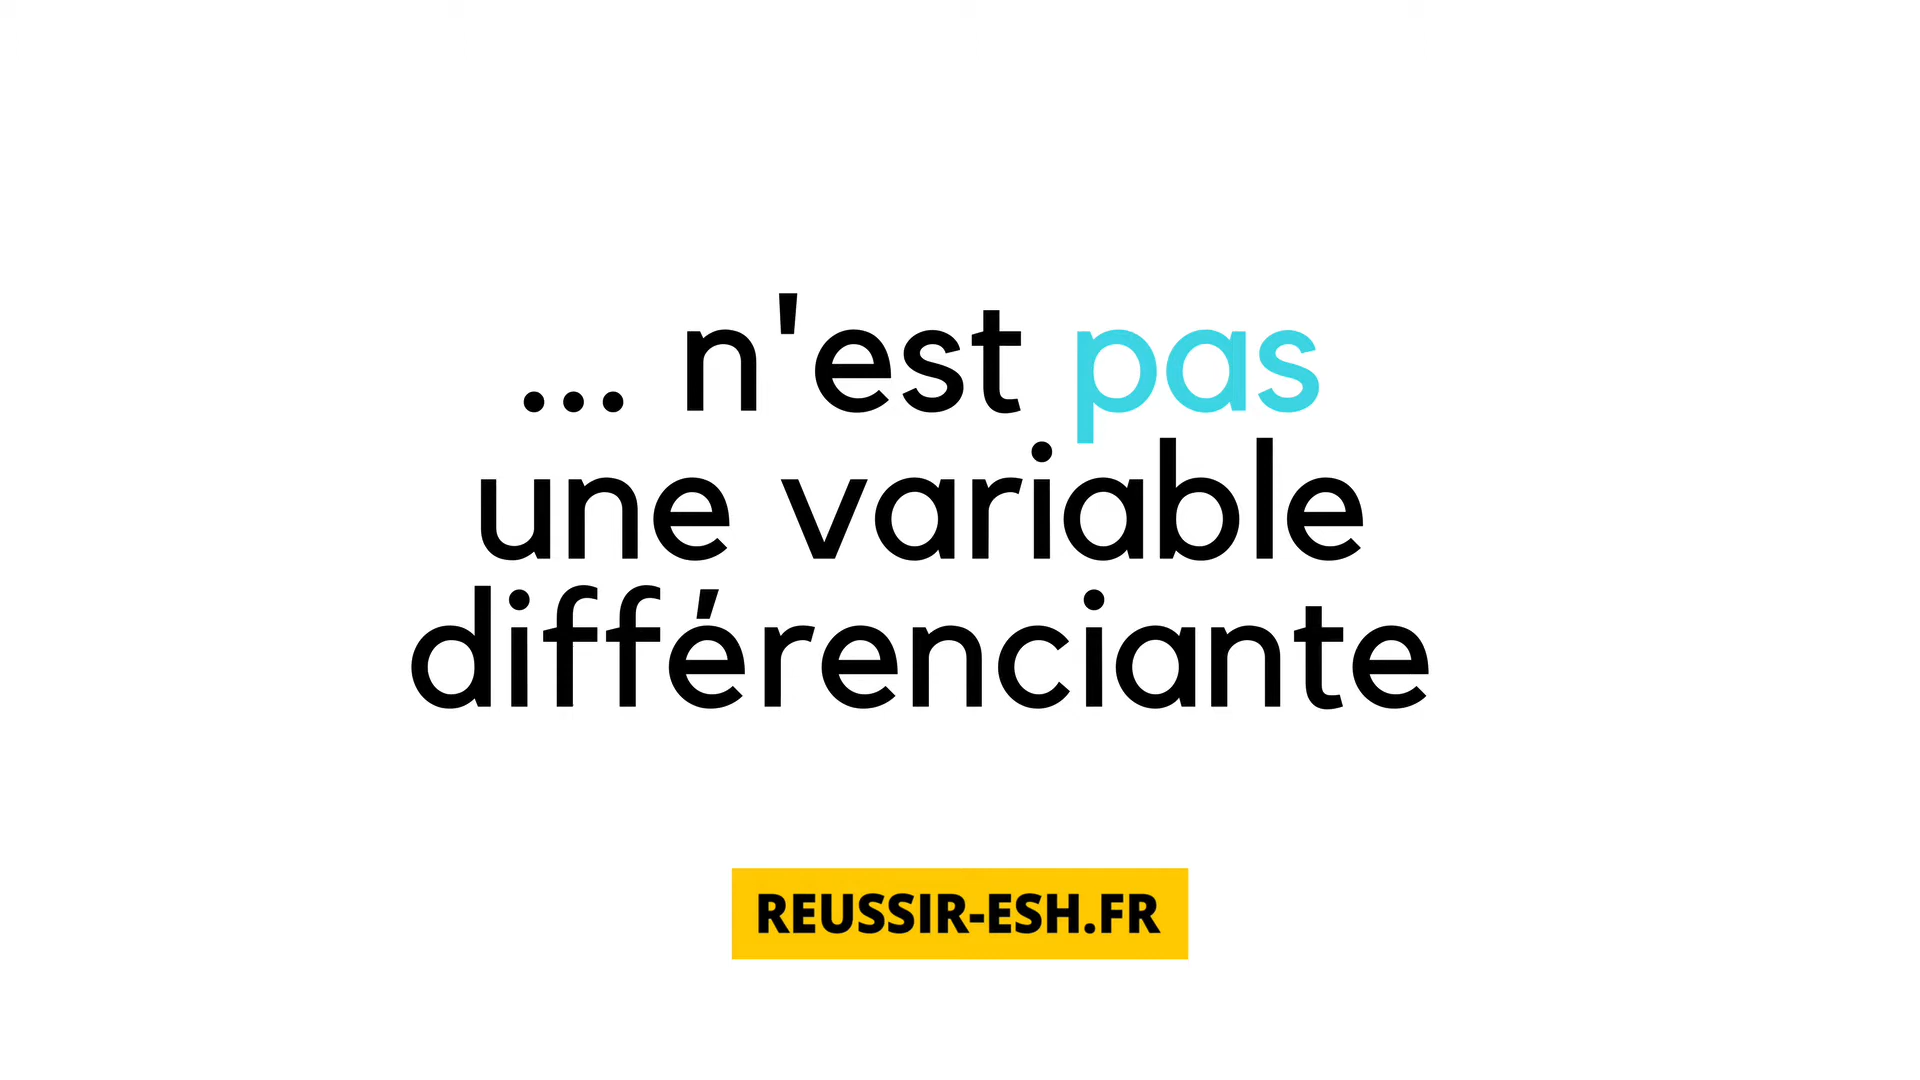 ... n'est pas
une variable
différenciante
REUSSIR-ESH.FR